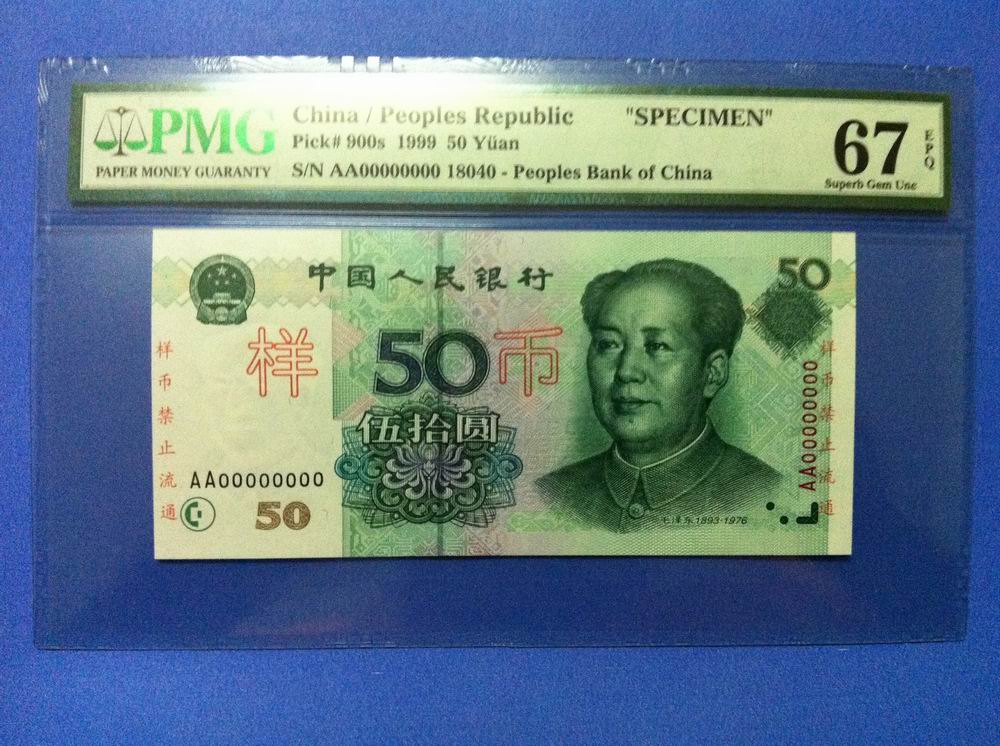 PMG
PAPER MONEY GUARANTY
China / Peoples Republic "SPECIMEN"
Pick# 900s 1999 50 Yüan
S/N AA00000000 18040 - Peoples Bank of China
67
EPQ
Superb Gem Unc
中国人民银行
50
样
50
币
伍拾圆
样币禁止流通
AA00000000
50
AA00000000
样币禁止流通
毛泽东1893-1976